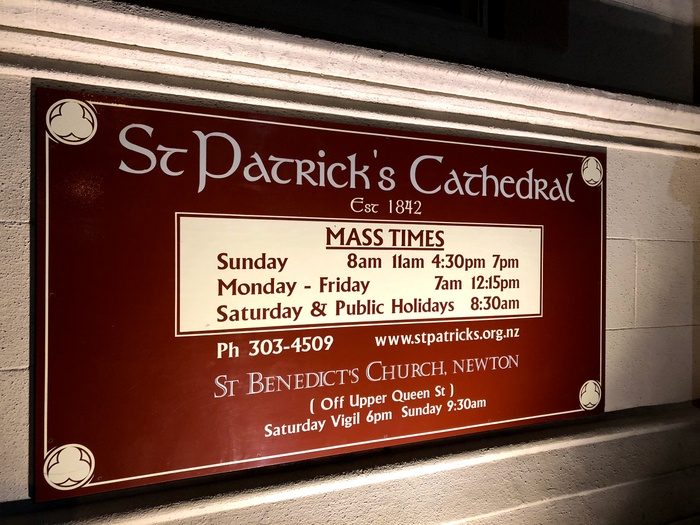 St Patrick's Cathedral
Est 1842
MASS TIMES
Sunday 8am 11am 4:30pm 7pm
Monday - Friday 7am 12:15pm
Saturday & Public Holidays 8:30am
Ph 303-4509 www.stpatricks.org.nz
St Benedict's Church, Newton
( Off Upper Queen St )
Saturday Vigil 6pm Sunday 9:30am